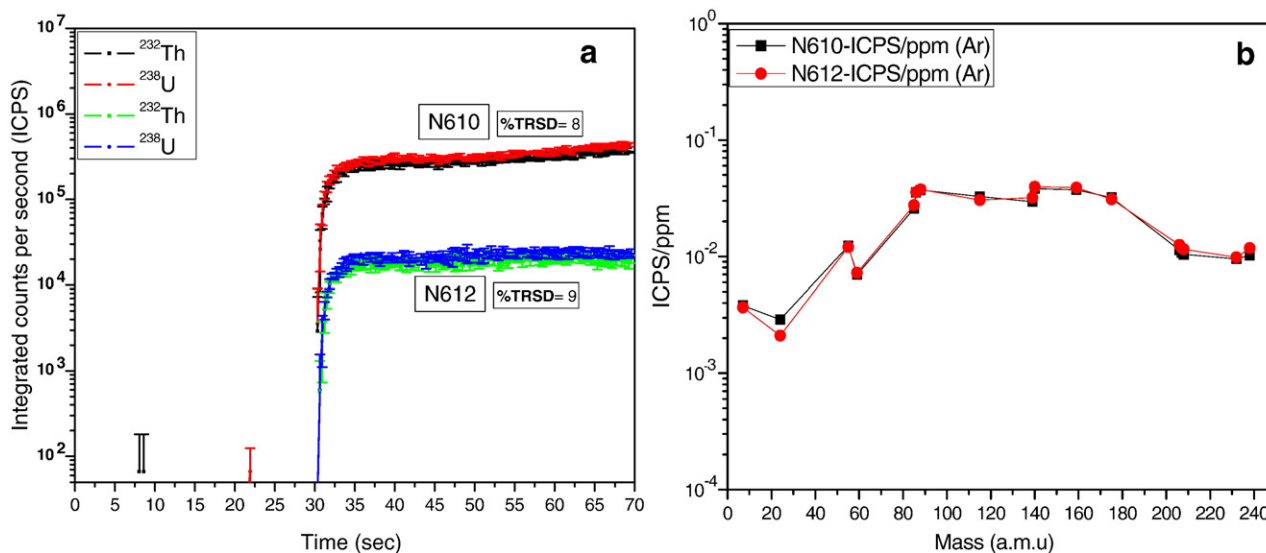 a
²³²Th
²³⁸U
²³²Th
²³⁸U
N610
%TRSD= 8
N612
%TRSD= 9
Integrated counts per second (ICPS)
10⁷
10⁶
10⁵
10⁴
10³
10²
0 5 10 15 20 25 30 35 40 45 50 55 60 65 70
Time (sec)
b
N610-ICPS/ppm (Ar)
N612-ICPS/ppm (Ar)
ICPS/ppm
10⁰
10⁻¹
10⁻²
10⁻³
10⁻⁴
0 20 40 60 80 100 120 140 160 180 200 220 240
Mass (a.m.u)